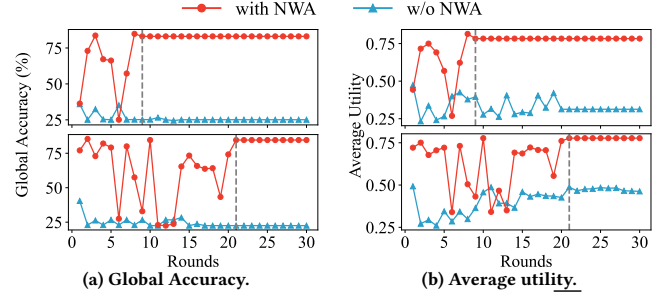 with NWA w/o NWA
Global Accuracy (%)
75
50
25
75
50
25
0 5 10 15 20 25 30
Rounds
(a) Global Accuracy.
Average Utility
0.75
0.50
0.25
0.75
0.50
0.25
0 5 10 15 20 25 30
Rounds
(b) Average utility.